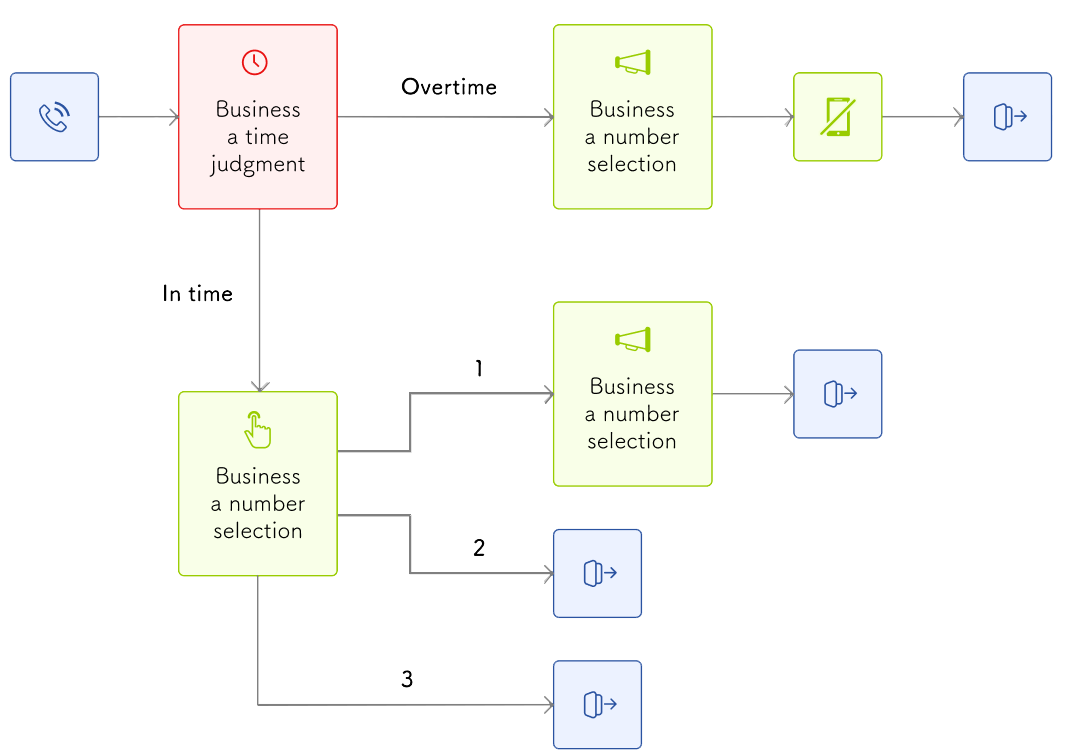 Business
a time
judgment
Overtime
Business
a number
selection
In time
Business
a number
selection
1
Business
a number
selection
2
3